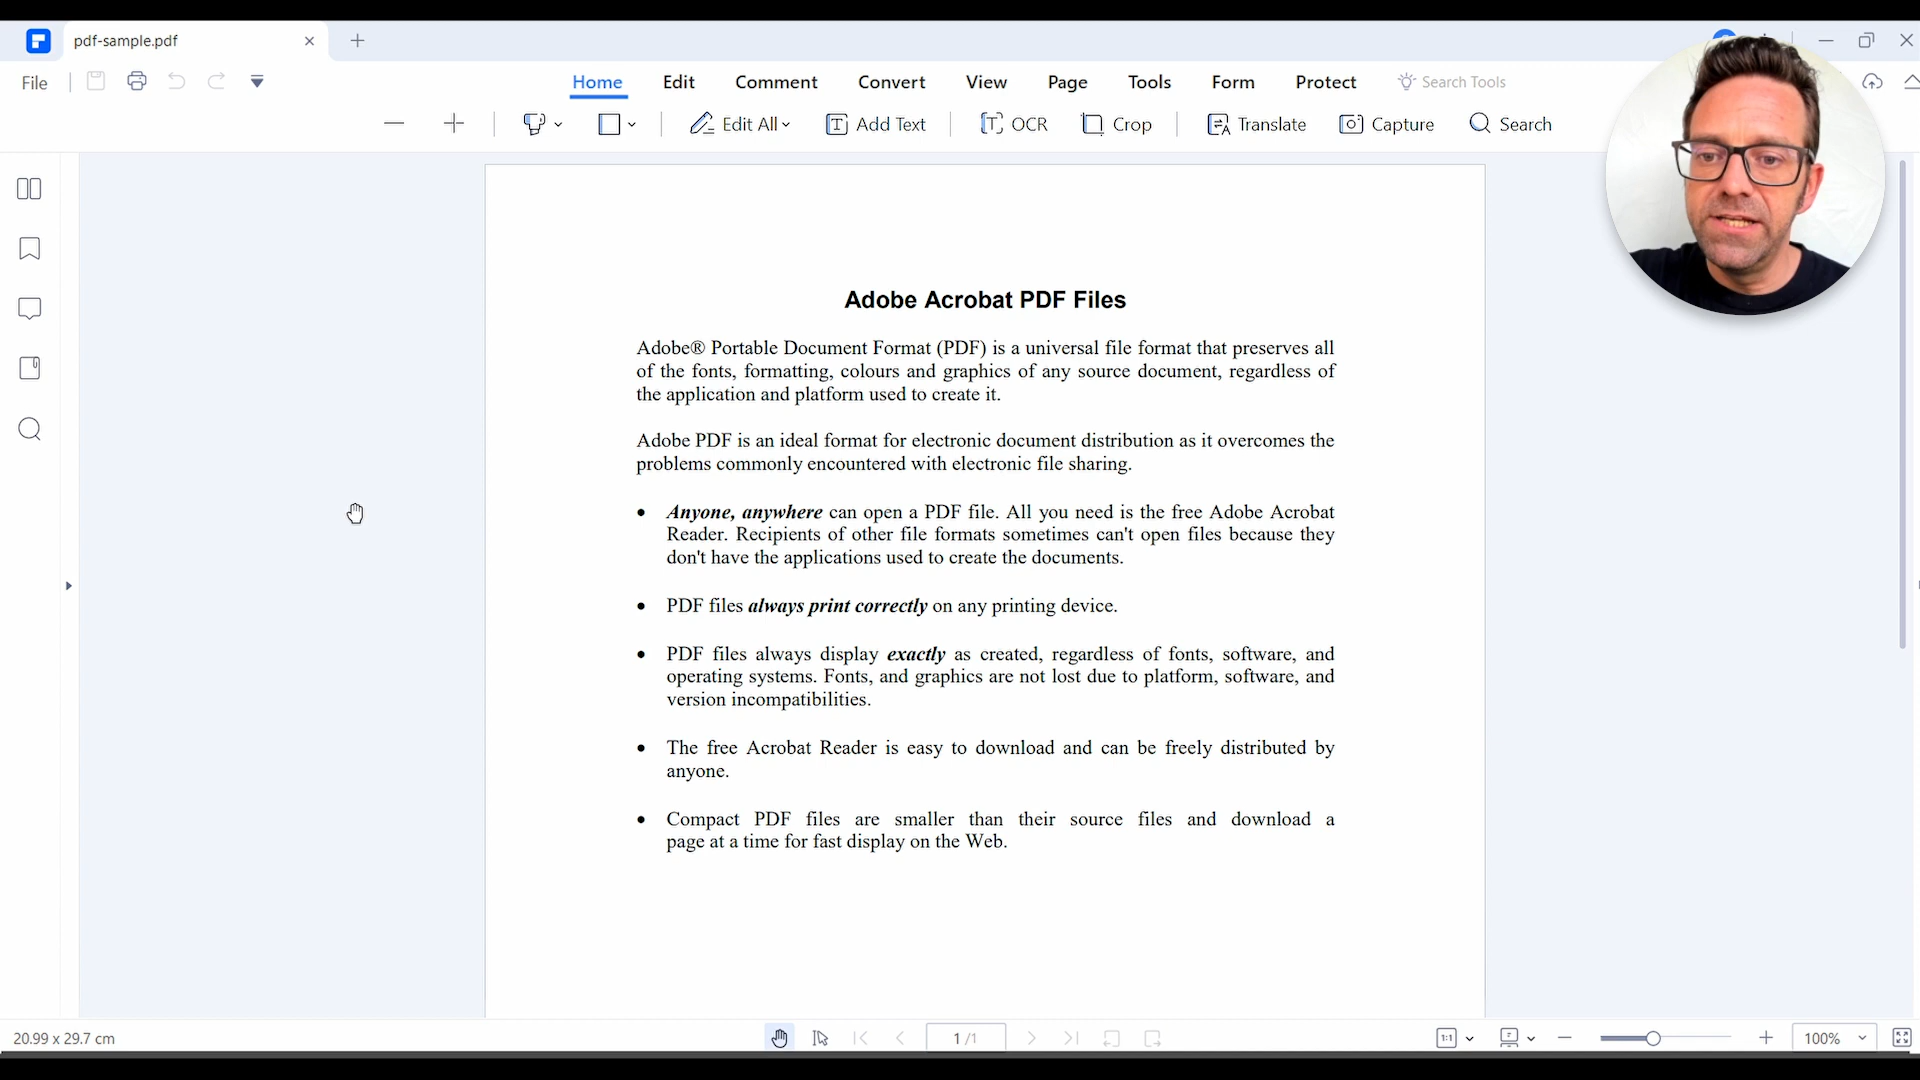 pdf-sample.pdf
File
Home Edit Comment Convert View Page Tools Form Protect Search Tools
Edit All Add Text OCR Crop Translate Capture Search
Adobe Acrobat PDF Files
Adobe® Portable Document Format (PDF) is a universal file format that preserves all
of the fonts, formatting, colours and graphics of any source document, regardless of
the application and platform used to create it.
Adobe PDF is an ideal format for electronic document distribution as it overcomes the
problems commonly encountered with electronic file sharing.
• Anyone, anywhere can open a PDF file. All you need is the free Adobe Acrobat
Reader. Recipients of other file formats sometimes can't open files because they
don't have the applications used to create the documents.
• PDF files always print correctly on any printing device.
• PDF files always display exactly as created, regardless of fonts, software, and
operating systems. Fonts, and graphics are not lost due to platform, software, and
version incompatibilities.
• The free Acrobat Reader is easy to download and can be freely distributed by
anyone.
• Compact PDF files are smaller than their source files and download a
page at a time for fast display on the Web.
20.99 x 29.7 cm 1 /1 1:1 100%